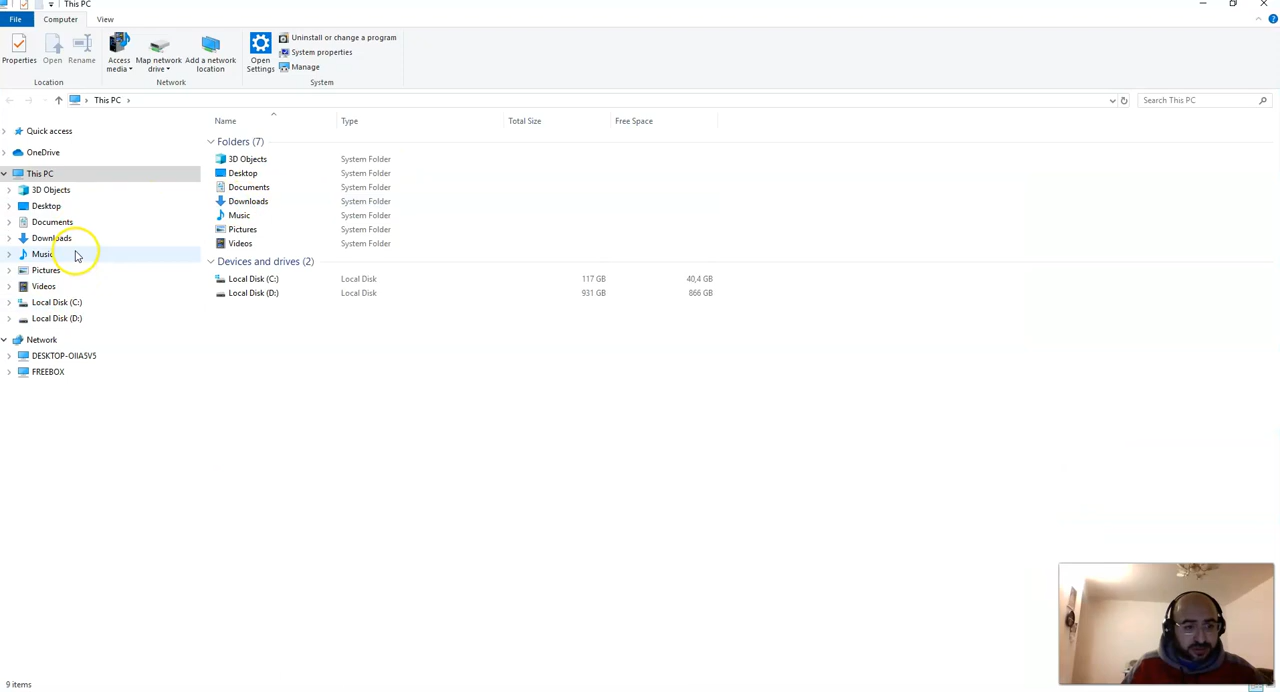 This PC
File Computer View
Properties Open Rename Access media Map network drive Add a network location Open Settings Uninstall or change a program
System properties
Manage
Location Network System
This PC Search This PC
Name Type Total Size Free Space
Quick access
OneDrive
This PC
3D Objects
Desktop
Documents
Downloads
Music
Pictures
Videos
Local Disk (C:)
Local Disk (D:)
Network
DESKTOP-OIIA5V5
FREEBOX
Folders (7)
3D Objects System Folder
Desktop System Folder
Documents System Folder
Downloads System Folder
Music System Folder
Pictures System Folder
Videos System Folder
Devices and drives (2)
Local Disk (C:) Local Disk 117 GB 40,4 GB
Local Disk (D:) Local Disk 931 GB 866 GB
9 items